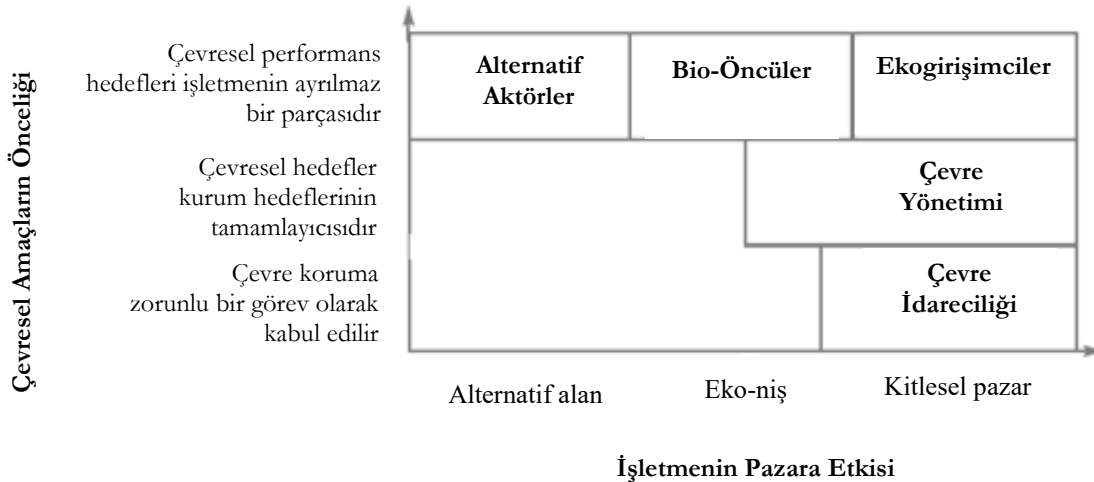 Çevresel Amaçların Önceliği
Çevresel performans
hedefleri işletmenin ayrılmaz
bir parçasıdır
Alternatif
Aktörler
Bio-Öncüler
Ekogirişimciler
Çevresel hedefler
kurum hedeflerinin
tamamlayıcısıdır
Çevre
Yönetimi
Çevre koruma
zorunlu bir görev olarak
kabul edilir
Çevre
İdareciliği
Alternatif alan
Eko-niş
Kitlesel pazar
İşletmenin Pazara Etkisi